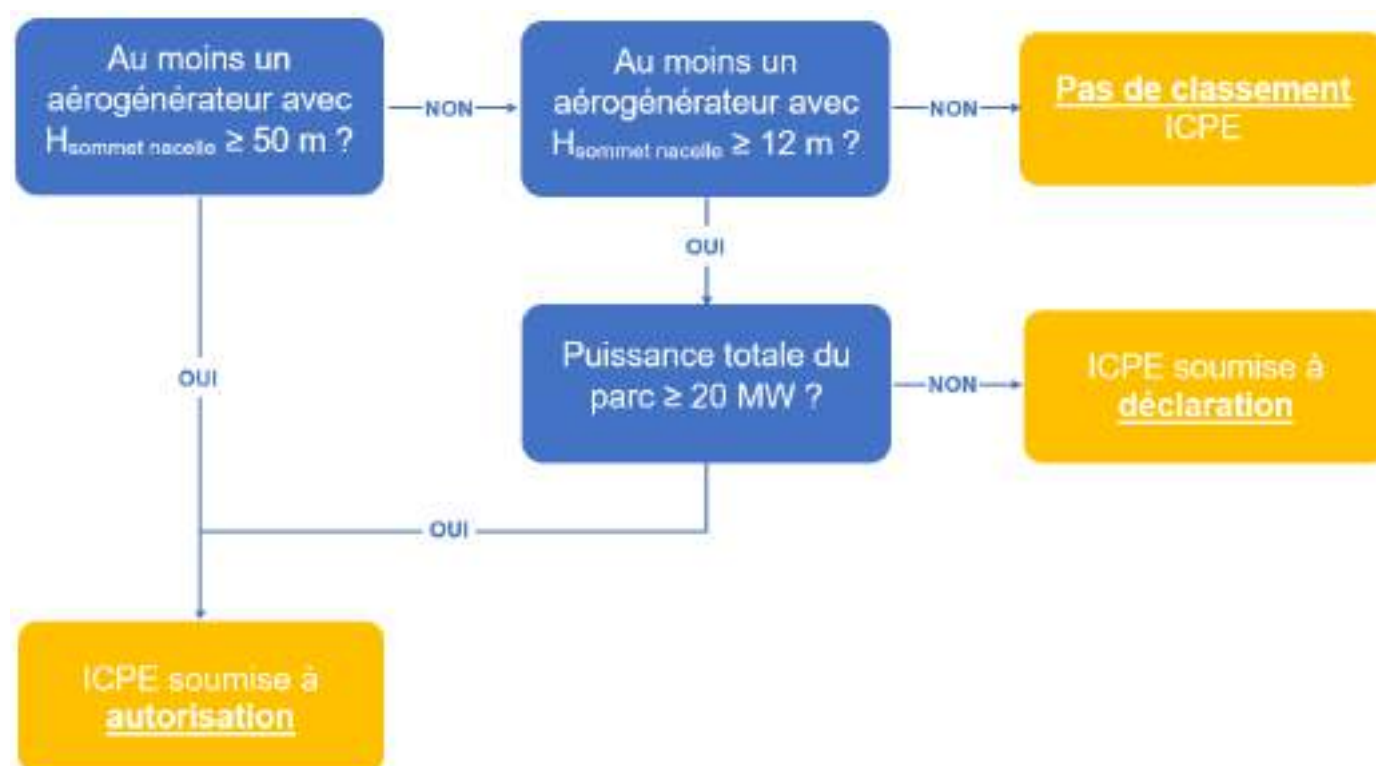 Au moins un
aérogénérateur avec
Hsommet nacelle ≥ 50 m ?
NON
Au moins un
aérogénérateur avec
Hsommet nacelle ≥ 12 m ?
NON
Pas de classement
ICPE
OUI
OUI
Puissance totale du
parc ≥ 20 MW ?
NON
ICPE soumise à
déclaration
OUI
ICPE soumise à
autorisation